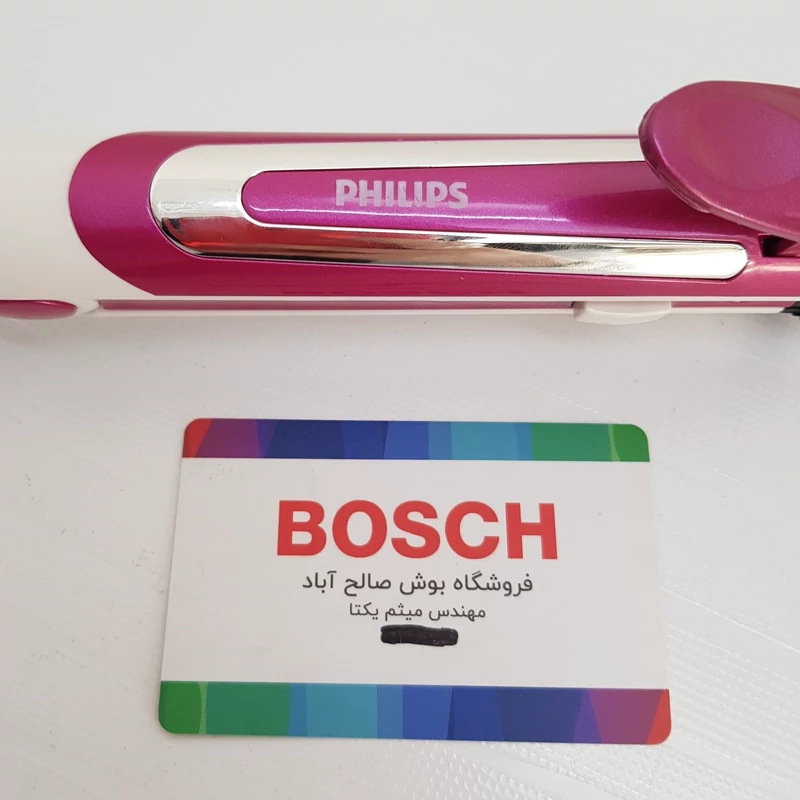 PHILIPS
BOSCH
فروشگاه بوش صالح آباد
مهندس میثم یکتا